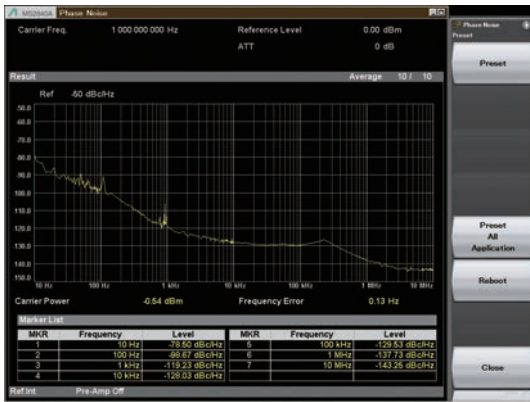 MS2840A Phase Noise
Carrier Freq. 1 000 000 000 Hz Reference Level 0.00 dBm
ATT 0 dB
Result Average 10 / 10
Ref -50 dBc/Hz
-50.0
-60.0
-70.0
-80.0
-90.0
-100.0
-110.0
-120.0
-130.0
-140.0
-150.0
10 Hz 100 Hz 1 kHz 10 kHz 100 kHz 1 MHz 10 MHz
Carrier Power -0.54 dBm Frequency Error 0.13 Hz
Marker List
MKR Frequency Level MKR Frequency Level
1 10 Hz -78.50 dBc/Hz 5 100 kHz -129.53 dBc/Hz
2 100 Hz -98.67 dBc/Hz 6 1 MHz -137.73 dBc/Hz
3 1 kHz -119.23 dBc/Hz 7 10 MHz -143.25 dBc/Hz
4 10 kHz -128.03 dBc/Hz
Ref.Int Pre-Amp Off
Phase Noise
Preset
Preset
Preset
All
Application
Reboot
Close